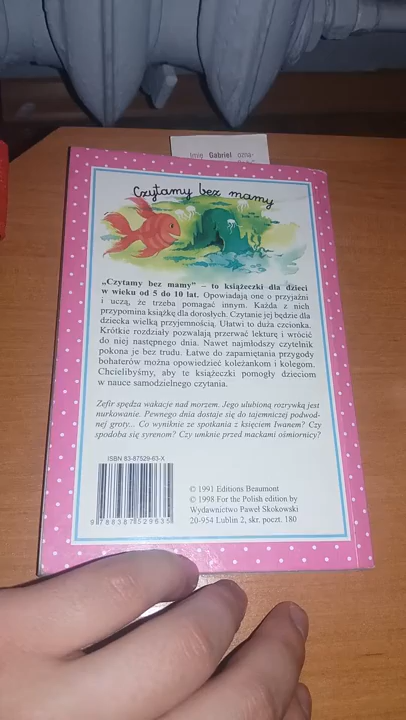 imię Gabriel ozna-
Czytamy bez mamy
„Czytamy bez mamy” – to książeczki dla dzieci
w wieku od 5 do 10 lat. Opowiadają one o przyjaźni
i uczą, że trzeba pomagać innym. Każda z nich
przypomina książkę dla dorosłych. Czytanie jej będzie dla
dziecka wielką przyjemnością. Ułatwi to duża czcionka.
Krótkie rozdziały pozwalają przerwać lekturę i wrócić
do niej następnego dnia. Nawet najmłodszy czytelnik
pokona je bez trudu. Łatwe do zapamiętania przygody
bohaterów można opowiedzieć koleżankom i kolegom.
Chcielibyśmy, aby te książeczki pomogły dzieciom
w nauce samodzielnego czytania.
Zefir spędza wakacje nad morzem. Jego ulubioną rozrywką jest
nurkowanie. Pewnego dnia dostaje się do tajemniczej podwod-
nej groty... Co wyniknie ze spotkania z księciem Iwanem? Czy
spodoba się syrenom? Czy umknie przed mackami ośmiornicy?
ISBN 83-87529-63-X
9 788387 529635
© 1991 Editions Beaumont
© 1998 For the Polish edition by
Wydawnictwo Paweł Skokowski
20-954 Lublin 2, skr. poczt. 180